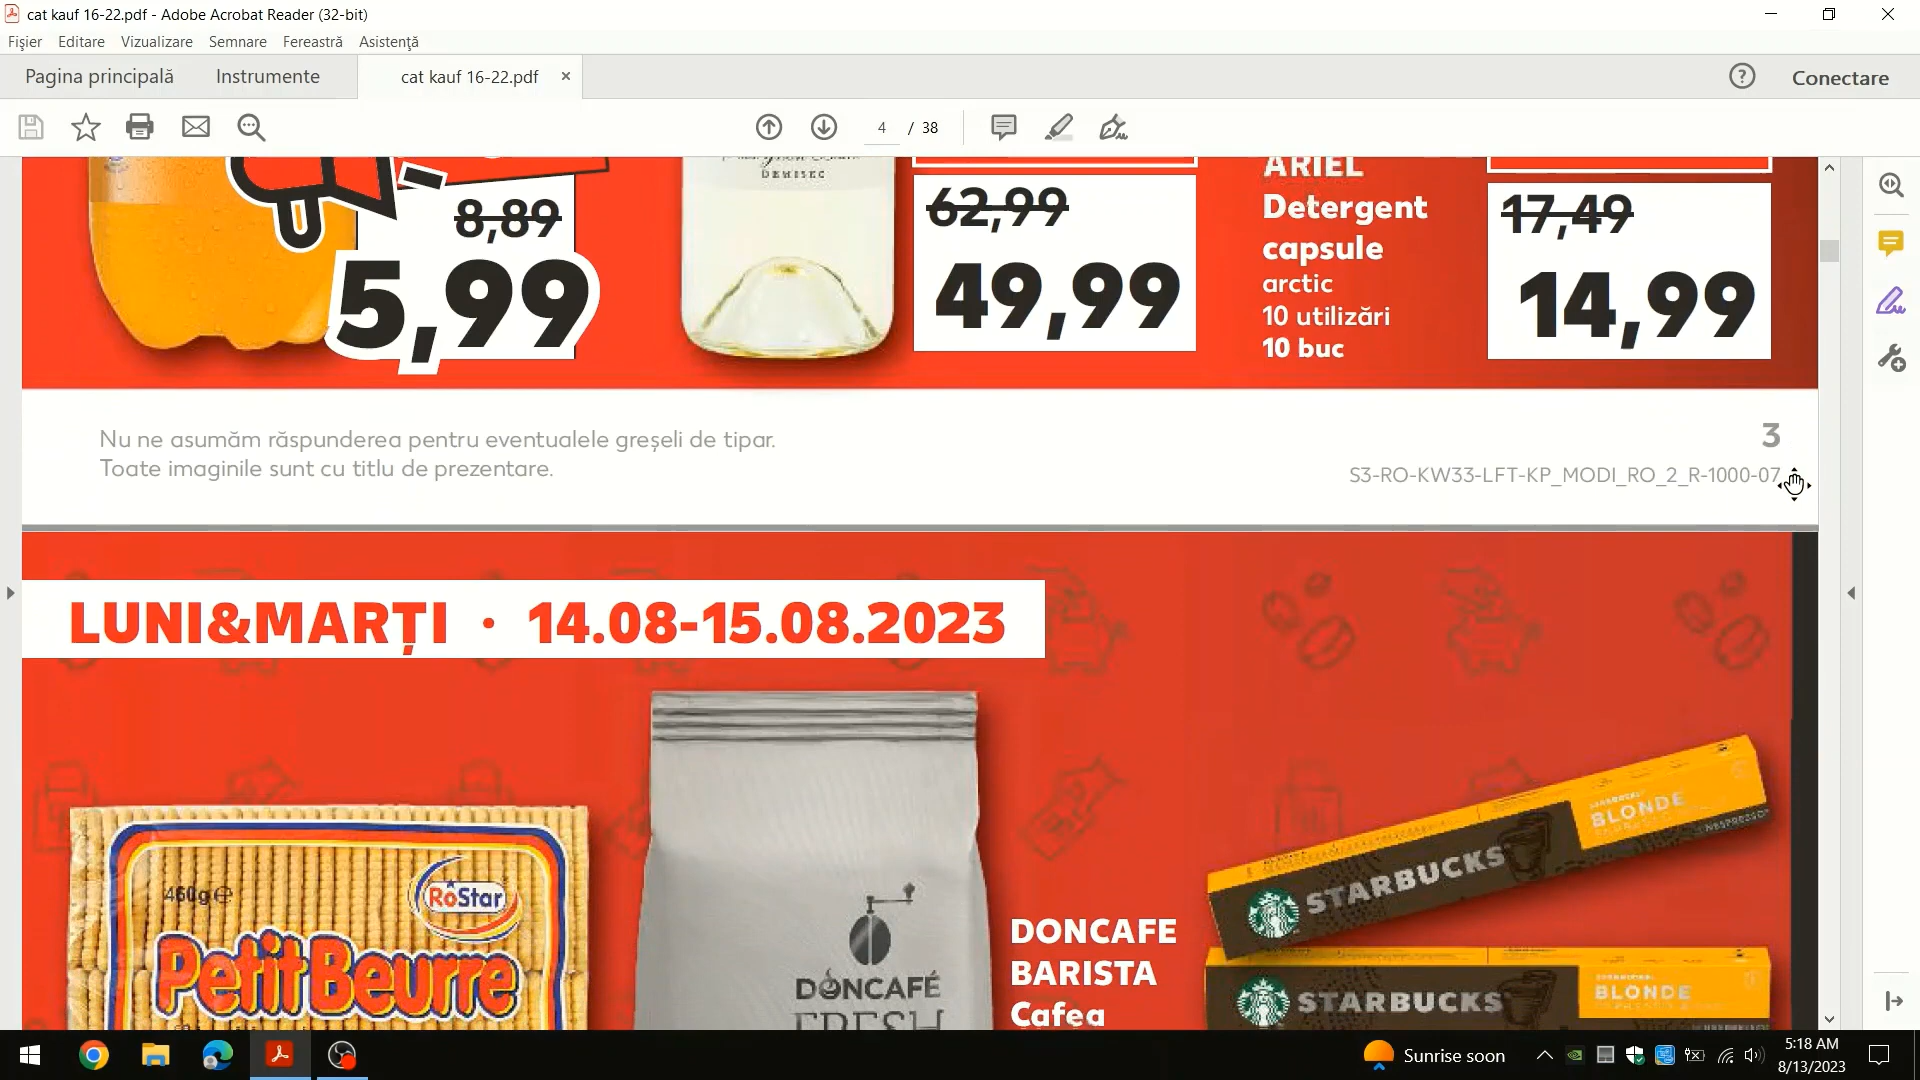 cat kauf 16-22.pdf - Adobe Acrobat Reader (32-bit)
Fișier Editare Vizualizare Semnare Fereastră Asistență
Pagina principală Instrumente cat kauf 16-22.pdf × Conectare
4 / 38
DEMISEC
8,89
5,99
62,99
49,99
ARIEL
Detergent
capsule
arctic
10 utilizări
10 buc
17,49
14,99
Nu ne asumăm răspunderea pentru eventualele greșeli de tipar.
Toate imaginile sunt cu titlu de prezentare.
3
S3-RO-KW33-LFT-KP_MODI_RO_2_R-1000-07
LUNI&MARȚI • 14.08-15.08.2023
RoStar
Petit Beurre
DONCAFÉ
FRESH
DONCAFE
BARISTA
Cafea
STARBUCKS
BLONDE
NESPRESSO
STARBUCKS
BLONDE
Sunrise soon
5:18 AM
8/13/2023